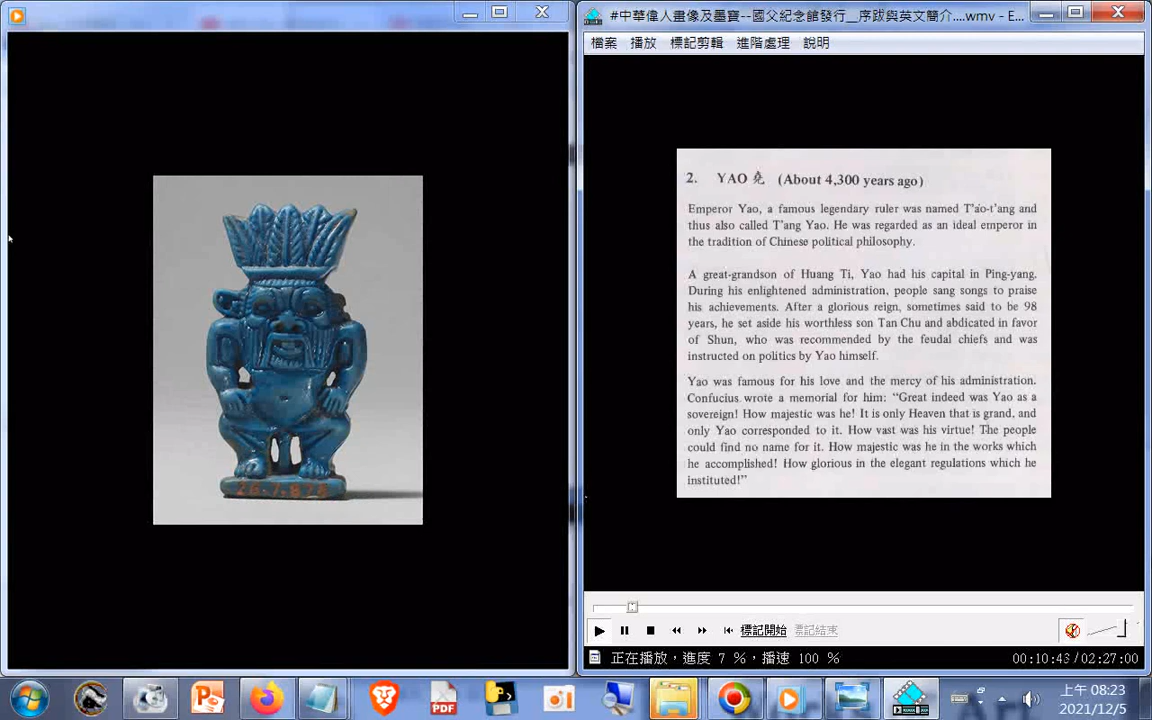 26.7.878
#中華偉人畫像及墨寶--國父紀念館發行__序跋與英文簡介....wmv - E...
檔案 播放 標記剪輯 進階處理 說明
2. YAO 堯 (About 4,300 years ago)
Emperor Yao, a famous legendary ruler was named T'ao-t'ang and
thus also called T'ang Yao. He was regarded as an ideal emperor in
the tradition of Chinese political philosophy.
A great-grandson of Huang Ti, Yao had his capital in Ping-yang.
During his enlightened administration, people sang songs to praise
his achievements. After a glorious reign, sometimes said to be 98
years, he set aside his worthless son Tan Chu and abdicated in favor
of Shun, who was recommended by the feudal chiefs and was
instructed on politics by Yao himself.
Yao was famous for his love and the mercy of his administration.
Confucius wrote a memorial for him: "Great indeed was Yao as a
sovereign! How majestic was he! It is only Heaven that is grand, and
only Yao corresponded to it. How vast was his virtue! The people
could find no name for it. How majestic was he in the works which
he accomplished! How glorious in the elegant regulations which he
instituted!"
標記開始 標記結束
正在播放，進度 7 %，播速 100 %
00:10:43 / 02:27:00
PDF
上午 08:23
2021/12/5